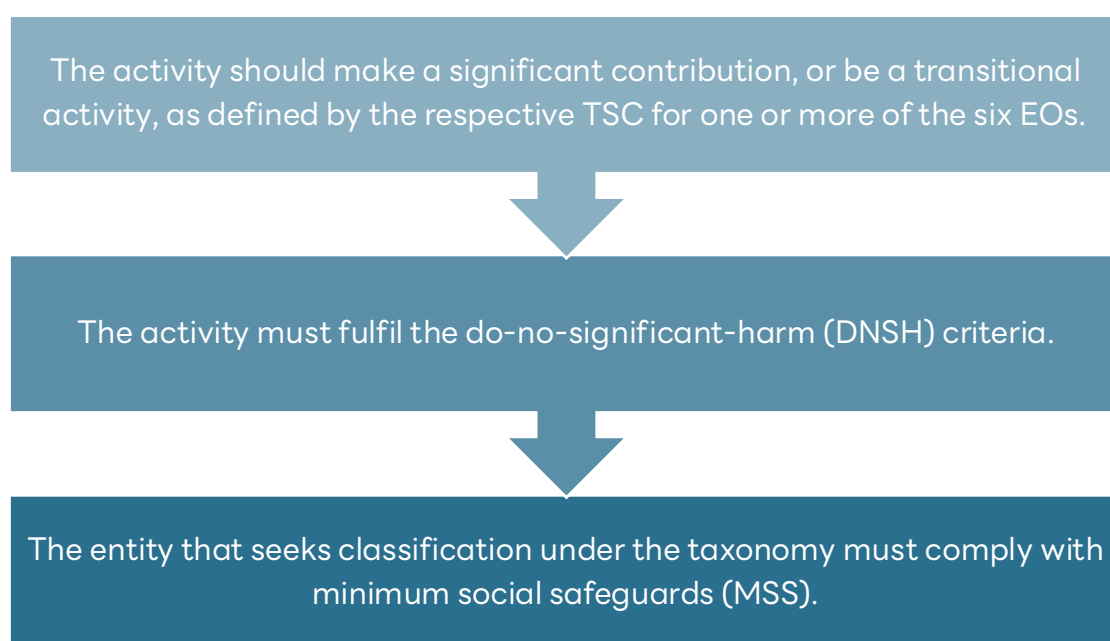 The activity should make a significant contribution, or be a transitional
activity, as defined by the respective TSC for one or more of the six EOs.
The activity must fulfil the do-no-significant-harm (DNSH) criteria.
The entity that seeks classification under the taxonomy must comply with
minimum social safeguards (MSS).